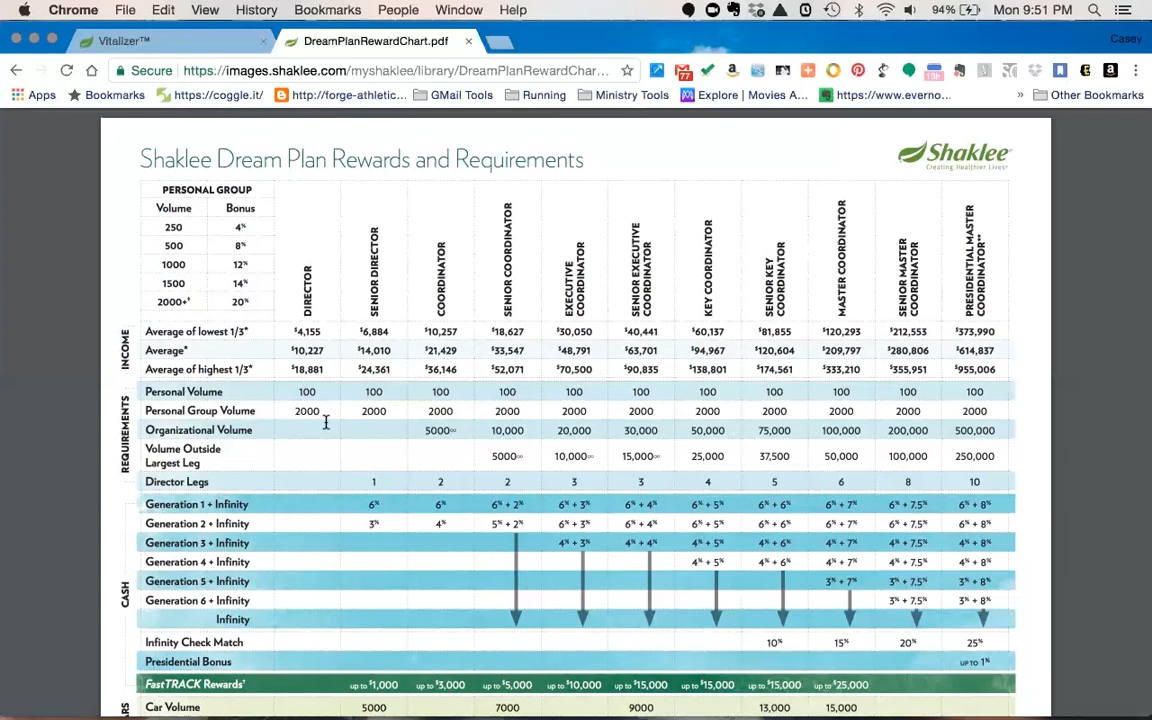 Chrome File Edit View History Bookmarks People Window Help 94% Mon 9:51 PM
Vitalizer™ × DreamPlanRewardChart.pdf × Casey
Secure https://images.shaklee.com/myshaklee/library/DreamPlanRewardChar...
Apps Bookmarks https://coggle.it/ http://forge-athletic... GMail Tools Running Ministry Tools Explore | Movies A... https://www.everno... » Other Bookmarks
Shaklee Dream Plan Rewards and Requirements
Shaklee®
Creating Healthier Lives®
PERSONAL GROUP
Volume Bonus
250 4%
500 8%
1000 12%
1500 14%
2000+† 20%
DIRECTOR
SENIOR DIRECTOR
COORDINATOR
SENIOR COORDINATOR
EXECUTIVE COORDINATOR
SENIOR EXECUTIVE COORDINATOR
KEY COORDINATOR
SENIOR KEY COORDINATOR
MASTER COORDINATOR
SENIOR MASTER COORDINATOR
PRESIDENTIAL MASTER COORDINATOR**
INCOME
Average of lowest 1/3* $4,155 $6,884 $10,257 $18,627 $30,050 $40,441 $60,137 $81,855 $120,293 $212,553 $373,990
Average* $10,227 $14,010 $21,429 $33,547 $48,791 $63,701 $94,967 $120,604 $209,797 $280,806 $614,837
Average of highest 1/3* $18,881 $24,361 $36,146 $52,071 $70,500 $90,835 $138,801 $174,561 $333,210 $355,951 $955,006
REQUIREMENTS
Personal Volume 100 100 100 100 100 100 100 100 100 100 100
Personal Group Volume 2000 2000 2000 2000 2000 2000 2000 2000 2000 2000 2000
Organizational Volume 5000∞ 10,000 20,000 30,000 50,000 75,000 100,000 200,000 500,000
Volume Outside Largest Leg 5000∞ 10,000∞ 15,000∞ 25,000 37,500 50,000 100,000 250,000
Director Legs 1 2 2 3 3 4 5 6 8 10
CASH
Generation 1 + Infinity 6% 6% 6% + 2% 6% + 3% 6% + 4% 6% + 5% 6% + 6% 6% + 7% 6% + 7.5% 6% + 8%
Generation 2 + Infinity 3% 4% 5% + 2% 6% + 3% 6% + 4% 6% + 5% 6% + 6% 6% + 7% 6% + 7.5% 6% + 8%
Generation 3 + Infinity 4% + 3% 4% + 4% 4% + 5% 4% + 6% 4% + 7% 4% + 7.5% 4% + 8%
Generation 4 + Infinity 4% + 5% 4% + 6% 4% + 7% 4% + 7.5% 4% + 8%
Generation 5 + Infinity 3% + 7% 3% + 7.5% 3% + 8%
Generation 6 + Infinity 3% + 7.5% 3% + 8%
Infinity
Infinity Check Match 10% 15% 20% 25%
Presidential Bonus UP TO 1%
FastTRACK Rewards† up to $1,000 up to $3,000 up to $5,000 up to $10,000 up to $15,000 up to $15,000 up to $15,000 up to $25,000
Car Volume 5000 7000 9000 13,000 15,000